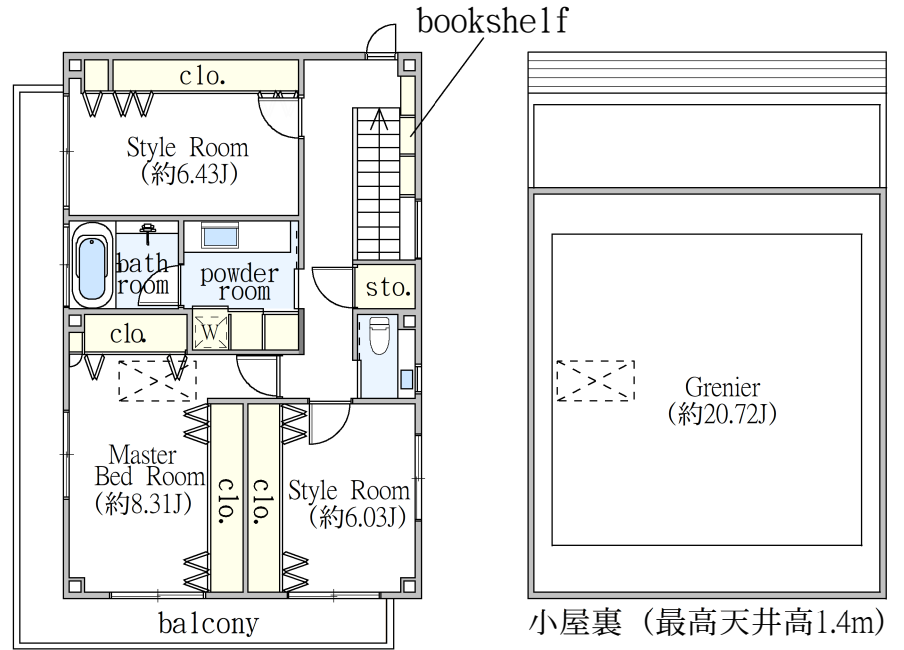 bookshelf
clo.
Style Room
(約6.43J)
bath
room
powder
room
sto.
clo.
W
Master
Bed Room
(約8.31J)
clo.
clo.
Style Room
(約6.03J)
balcony
Grenier
(約20.72J)
小屋裏 (最高天井高1.4m)